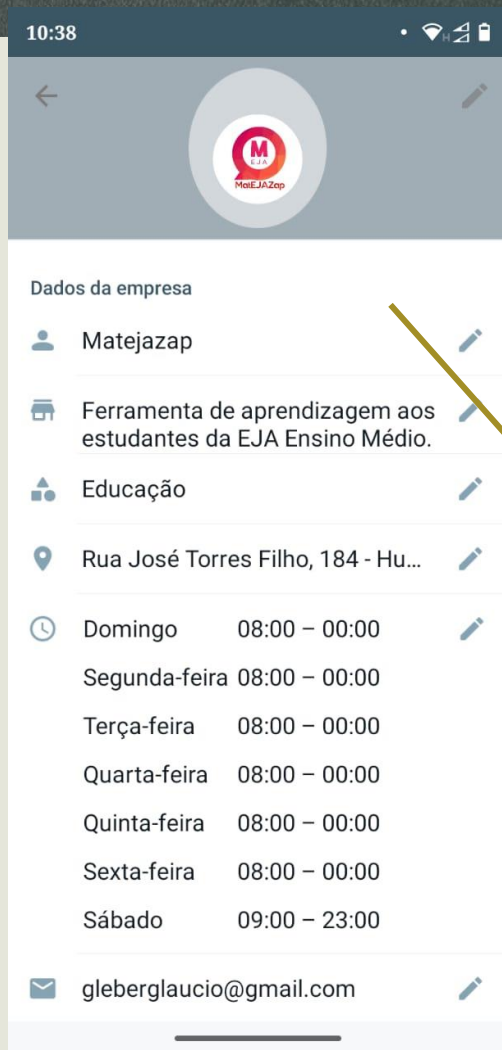 10:38
H
M
EJA
MatEJAZap
Dados da empresa
Matejazap
Ferramenta de aprendizagem aos
estudantes da EJA Ensino Médio.
Educação
Rua José Torres Filho, 184 - Hu...
Domingo 08:00 – 00:00
Segunda-feira 08:00 – 00:00
Terça-feira 08:00 – 00:00
Quarta-feira 08:00 – 00:00
Quinta-feira 08:00 – 00:00
Sexta-feira 08:00 – 00:00
Sábado 09:00 – 23:00
gleberglaucio@gmail.com